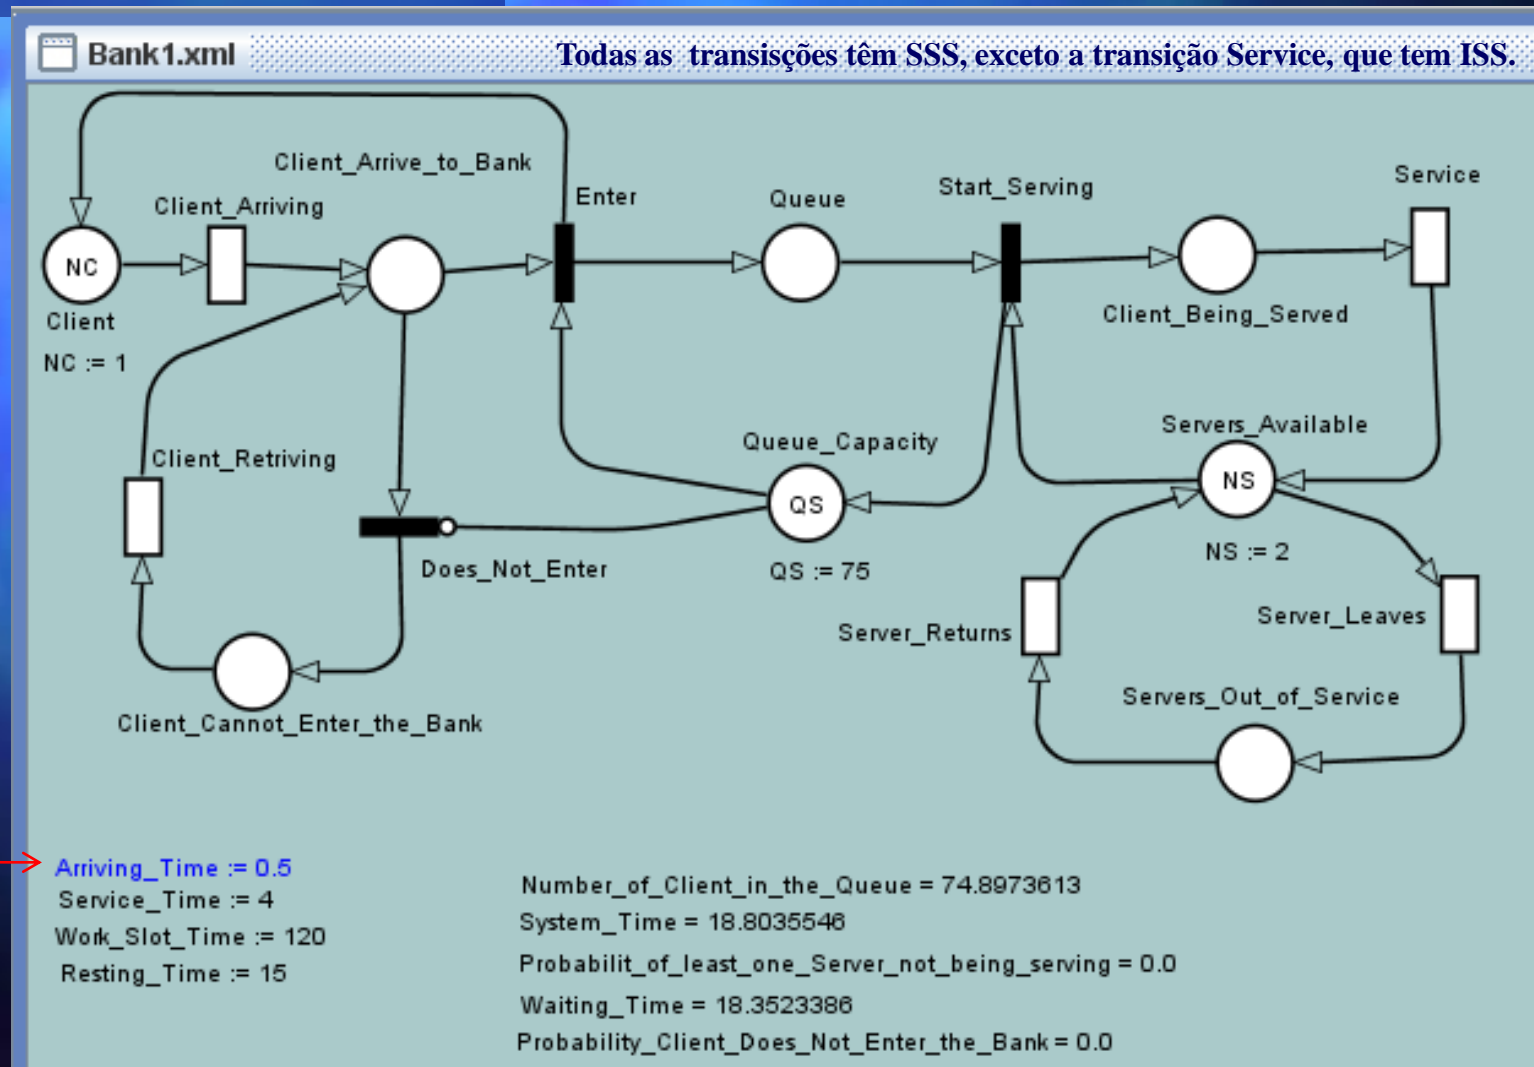 Bank1.xml
Todas as transisções têm SSS, exceto a transição Service, que tem ISS.
Client_Arrive_to_Bank
Enter
Queue
Start_Serving
Service
Client_Arriving
NC
Client
NC := 1
Client_Being_Served
Client_Retriving
Queue_Capacity
QS
QS := 75
Servers_Available
NS
NS := 2
Does_Not_Enter
Server_Returns
Server_Leaves
Client_Cannot_Enter_the_Bank
Servers_Out_of_Service
Arriving_Time := 0.5
Service_Time := 4
Work_Slot_Time := 120
Resting_Time := 15
Number_of_Client_in_the_Queue = 74.8973613
System_Time = 18.8035546
Probabilit_of_least_one_Server_not_being_serving = 0.0
Waiting_Time = 18.3523386
Probability_Client_Does_Not_Enter_the_Bank = 0.0